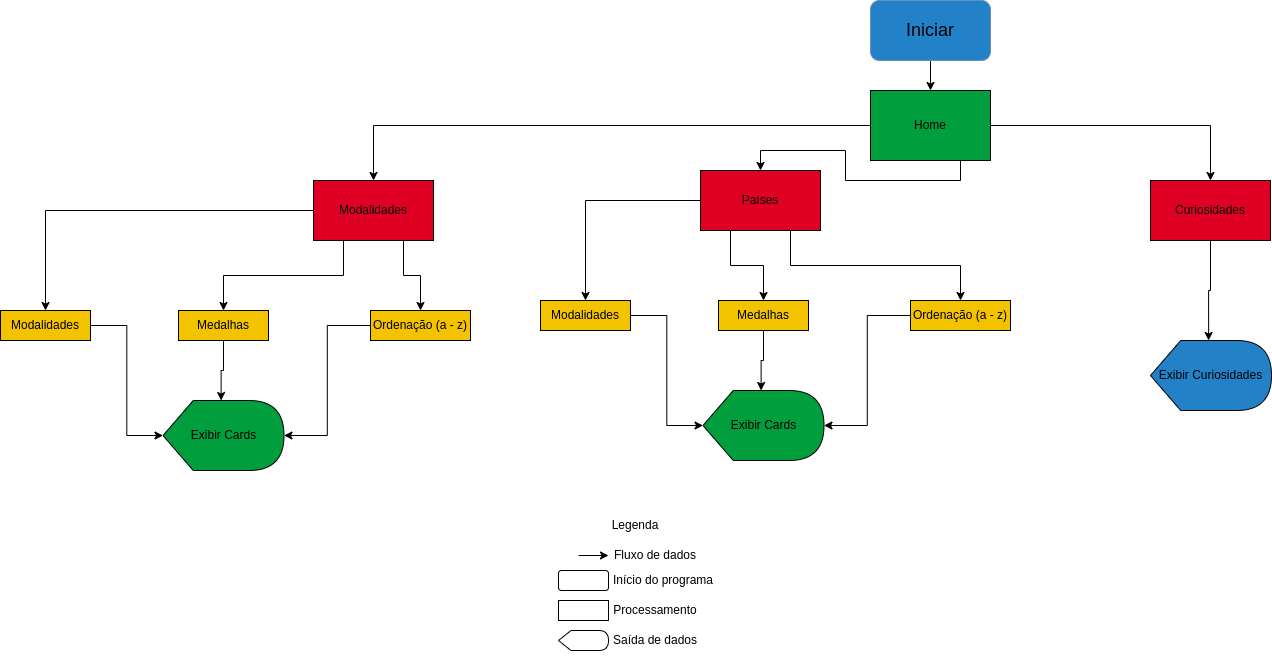 Iniciar
Home
Modalidades
Países
Curiosidades
Modalidades
Medalhas
Ordenação (a - z)
Modalidades
Medalhas
Ordenação (a - z)
Exibir Curiosidades
Exibir Cards
Exibir Cards
Legenda
Fluxo de dados
Início do programa
Processamento
Saída de dados